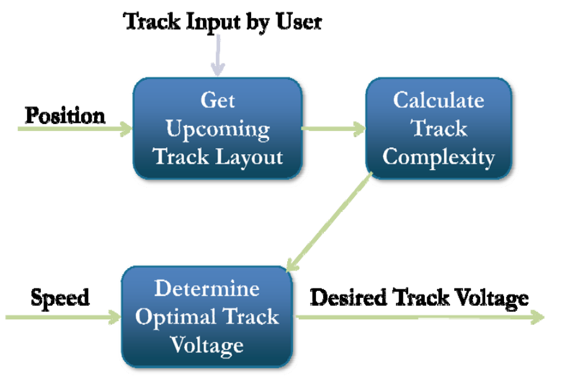 Track Input by User
Position
Get
Upcoming
Track Layout
Calculate
Track
Complexity
Speed
Determine
Optimal Track
Voltage
Desired Track Voltage